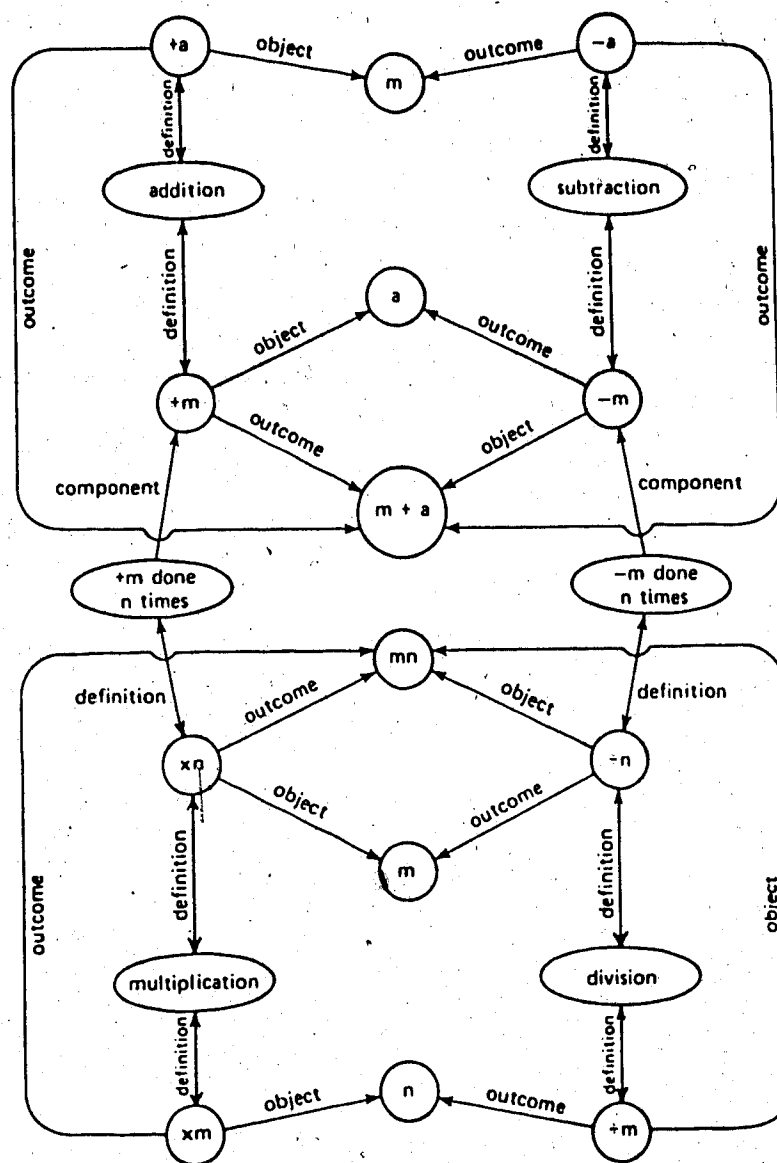 +a
object
m
outcome
−a
definition
definition
addition
subtraction
outcome
definition
definition
outcome
a
object
outcome
+m
−m
outcome
object
component
m + a
component
+m done
n times
−m done
n times
mn
definition
outcome
object
definition
xn
÷n
object
outcome
m
outcome
definition
definition
object
multiplication
division
definition
definition
n
object
outcome
xm
÷m